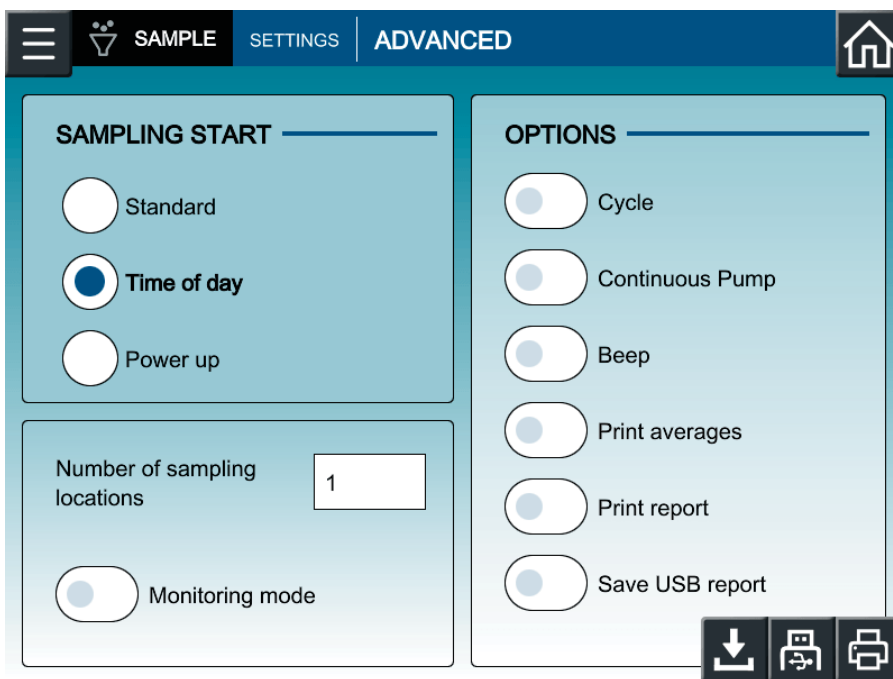 SAMPLE SETTINGS ADVANCED
SAMPLING START
Standard
Time of day
Power up
Number of sampling
locations
1
Monitoring mode
OPTIONS
Cycle
Continuous Pump
Beep
Print averages
Print report
Save USB report